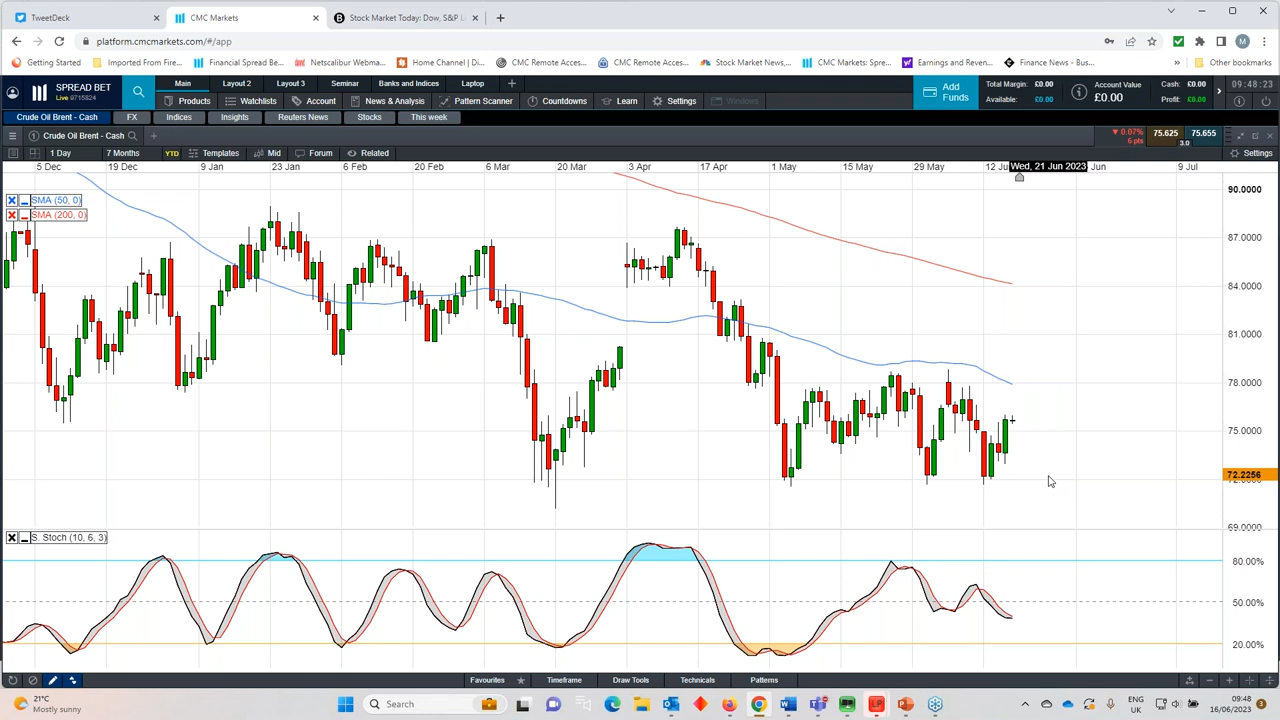 TweetDeck
CMC Markets
Stock Market Today: Dow, S&P L
platform.cmcmarkets.com/#/app
Getting Started
Imported From Fire...
Financial Spread Be...
Netscalibur Webma...
Home Channel | Di...
CMC Remote Acces...
CMC Remote Acces...
Stock Market News,...
CMC Markets: Spre...
Earnings and Reven...
Finance News - Bus...
»
Other bookmarks
SPREAD BET
Live 9715824
Main
Layout 2
Layout 3
Seminar
Banks and Indices
Laptop
Products
Watchlists
Account
News & Analysis
Pattern Scanner
Countdowns
Learn
Settings
Windows
Add Funds
Total Margin: £0.00
Available: £0.00
Account Value
£0.00
Cash: £0.00
Profit: £0.00
09:48:23
Crude Oil Brent - Cash
FX
Indices
Insights
Reuters News
Stocks
This week
Crude Oil Brent - Cash
▼ 0.07%
6 pts
75.625
3.0
75.655
1 Day
7 Months
YTD
Templates
Mid
Forum
Related
Settings
5 Dec
19 Dec
9 Jan
23 Jan
6 Feb
20 Feb
6 Mar
20 Mar
3 Apr
17 Apr
1 May
15 May
29 May
12 Ju
Wed, 21 Jun 2023
Jun
9 Jul
SMA (50, 0)
SMA (200, 0)
90.0000
87.0000
84.0000
81.0000
78.0000
75.0000
72.2256
69.0000
S. Stoch (10, 6, 3)
80.00%
50.00%
20.00%
Favourites
Timeframe
Draw Tools
Technicals
Patterns
21°C
Mostly sunny
Search
ENG
UK
09:48
16/06/2023